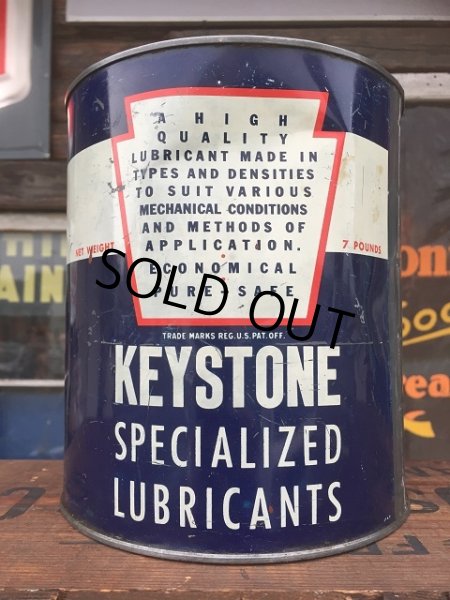 A HIGH
QUALITY
LUBRICANT MADE IN
TYPES AND DENSITIES
TO SUIT VARIOUS
MECHANICAL CONDITIONS
AND METHODS OF
APPLICATION.
ECONOMICAL
PURE - SAFE
NET WEIGHT
7 POUNDS
SOLD OUT
TRADE MARKS REG. U.S. PAT. OFF.
KEYSTONE
SPECIALIZED
LUBRICANTS